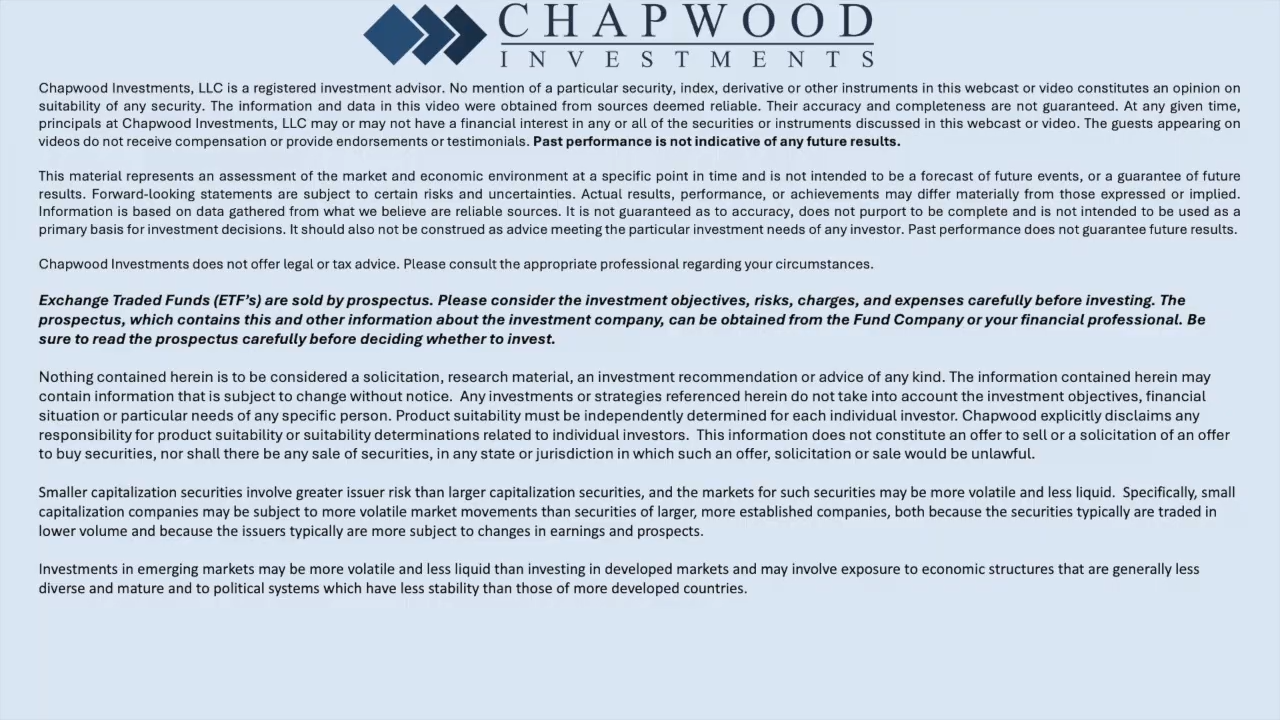 CHAPWOOD
INVESTMENTS
Chapwood Investments, LLC is a registered investment advisor. No mention of a particular security, index, derivative or other instruments in this webcast or video constitutes an opinion on
suitability of any security. The information and data in this video were obtained from sources deemed reliable. Their accuracy and completeness are not guaranteed. At any given time,
principals at Chapwood Investments, LLC may or may not have a financial interest in any or all of the securities or instruments discussed in this webcast or video. The guests appearing on
videos do not receive compensation or provide endorsements or testimonials. Past performance is not indicative of any future results.
This material represents an assessment of the market and economic environment at a specific point in time and is not intended to be a forecast of future events, or a guarantee of future
results. Forward-looking statements are subject to certain risks and uncertainties. Actual results, performance, or achievements may differ materially from those expressed or implied.
Information is based on data gathered from what we believe are reliable sources. It is not guaranteed as to accuracy, does not purport to be complete and is not intended to be used as a
primary basis for investment decisions. It should also not be construed as advice meeting the particular investment needs of any investor. Past performance does not guarantee future results.
Chapwood Investments does not offer legal or tax advice. Please consult the appropriate professional regarding your circumstances.
Exchange Traded Funds (ETF's) are sold by prospectus. Please consider the investment objectives, risks, charges, and expenses carefully before investing. The
prospectus, which contains this and other information about the investment company, can be obtained from the Fund Company or your financial professional. Be
sure to read the prospectus carefully before deciding whether to invest.
Nothing contained herein is to be considered a solicitation, research material, an investment recommendation or advice of any kind. The information contained herein may
contain information that is subject to change without notice. Any investments or strategies referenced herein do not take into account the investment objectives, financial
situation or particular needs of any specific person. Product suitability must be independently determined for each individual investor. Chapwood explicitly disclaims any
responsibility for product suitability or suitability determinations related to individual investors. This information does not constitute an offer to sell or a solicitation of an offer
to buy securities, nor shall there be any sale of securities, in any state or jurisdiction in which such an offer, solicitation or sale would be unlawful.
Smaller capitalization securities involve greater issuer risk than larger capitalization securities, and the markets for such securities may be more volatile and less liquid. Specifically, small
capitalization companies may be subject to more volatile market movements than securities of larger, more established companies, both because the securities typically are traded in
lower volume and because the issuers typically are more subject to changes in earnings and prospects.
Investments in emerging markets may be more volatile and less liquid than investing in developed markets and may involve exposure to economic structures that are generally less
diverse and mature and to political systems which have less stability than those of more developed countries.